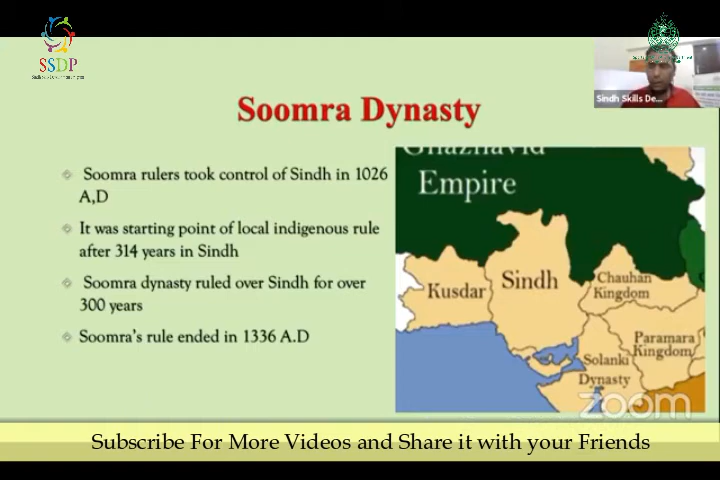 SSDP
Sindh Skills De...
Soomra Dynasty
Soomra rulers took control of Sindh in 1026
A,D
It was starting point of local indigenous rule
after 314 years in Sindh
Soomra dynasty ruled over Sindh for over
300 years
Soomra's rule ended in 1336 A.D
Ghaznavid
Empire
Kusdar
Sindh
Chauhan
Kingdom
Paramara
Kingdom
Solanki
Dynasty
zoom
Subscribe For More Videos and Share it with your Friends